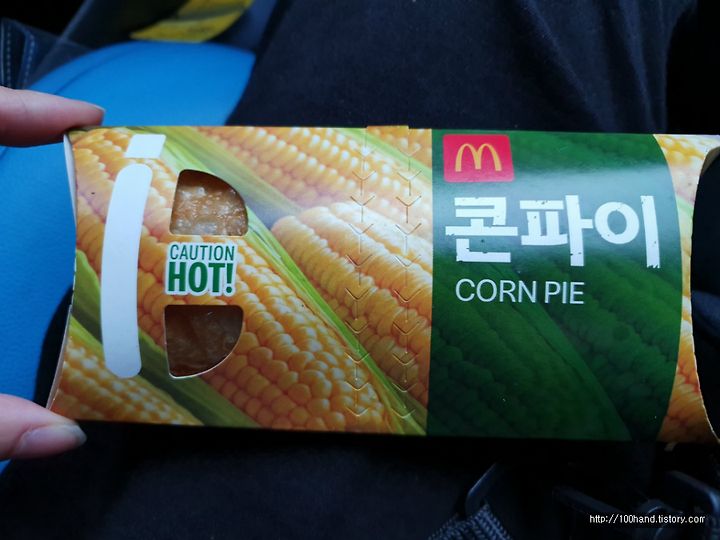 CAUTION
HOT!
콘파이
CORN PIE
http://100hand.tistory.com